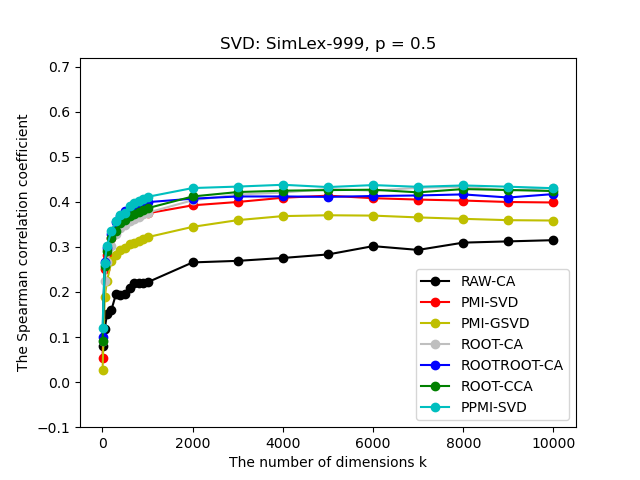 SVD: SimLex-999, p = 0.5
The Spearman correlation coefficient
0.7
0.6
0.5
0.4
0.3
0.2
0.1
0.0
−0.1
RAW-CA
PMI-SVD
PMI-GSVD
ROOT-CA
ROOTROOT-CA
ROOT-CCA
PPMI-SVD
0 2000 4000 6000 8000 10000
The number of dimensions k